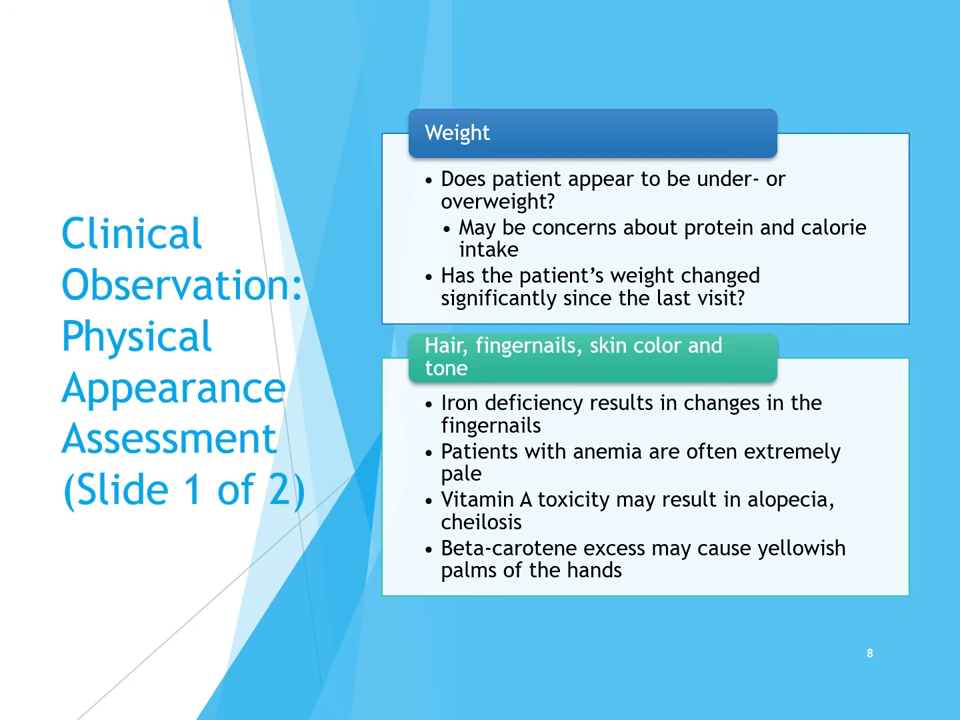 Clinical
Observation:
Physical
Appearance
Assessment
(Slide 1 of 2)
Weight
• Does patient appear to be under- or
overweight?
• May be concerns about protein and calorie
intake
• Has the patient’s weight changed
significantly since the last visit?
Hair, fingernails, skin color and
tone
• Iron deficiency results in changes in the
fingernails
• Patients with anemia are often extremely
pale
• Vitamin A toxicity may result in alopecia,
cheilosis
• Beta-carotene excess may cause yellowish
palms of the hands
8